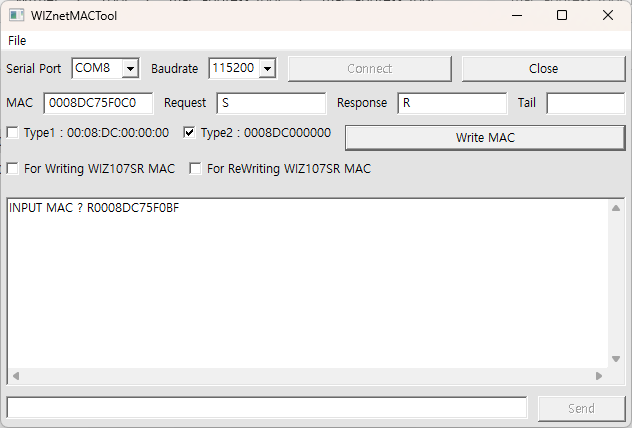 WIZnetMACTool
File
Serial Port COM8 Baudrate 115200 Connect Close
MAC 0008DC75F0C0 Request S Response R Tail
Type1 : 00:08:DC:00:00:00 Type2 : 0008DC000000 Write MAC
For Writing WIZ107SR MAC For ReWriting WIZ107SR MAC
INPUT MAC ? R0008DC75F0BF
Send